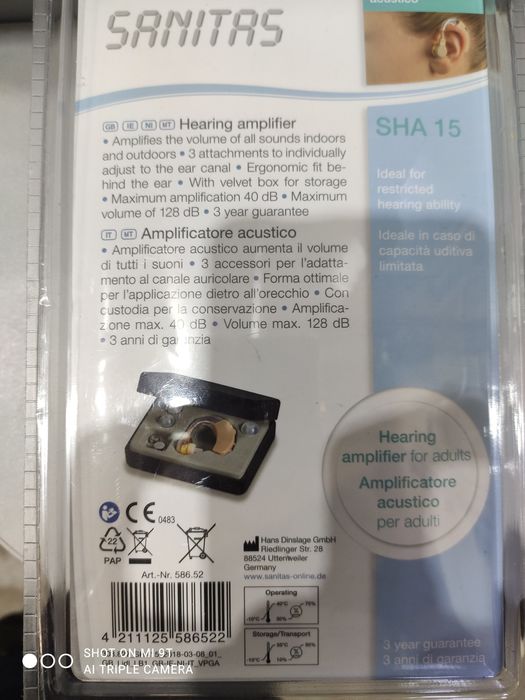 acustico
SANITAS
GB IE NI MT Hearing amplifier
• Amplifies the volume of all sounds indoors
and outdoors • 3 attachments to individually
adjust to the ear canal • Ergonomic fit be-
hind the ear • With velvet box for storage
• Maximum amplification 40 dB • Maximum
volume of 128 dB • 3 year guarantee
IT MT Amplificatore acustico
• Amplificatore acustico aumenta il volume
di tutti i suoni • 3 accessori per l'adatta-
mento al canale auricolare • Forma ottimale
per l'applicazione dietro all'orecchio • Con
custodia per la conservazione • Amplifica-
zione max. 40 dB • Volume max. 128 dB
• 3 anni di garanzia
SHA 15
Ideal for
restricted
hearing ability
Ideale in caso di
capacità uditiva
limitata
Hearing
amplifier for adults
Amplificatore
acustico
per adulti
CE 0483
22
PAP
Hans Dinslage GmbH
Riedlinger Str. 28
88524 Uttenweiler
Germany
www.sanitas-online.de
Art.-Nr. 586.52
4 211125 586522
Operating
Storage/Transport
3 year guarantee
3 anni di garanzia
SHOT ON MI 9T
AI TRIPLE CAMERA